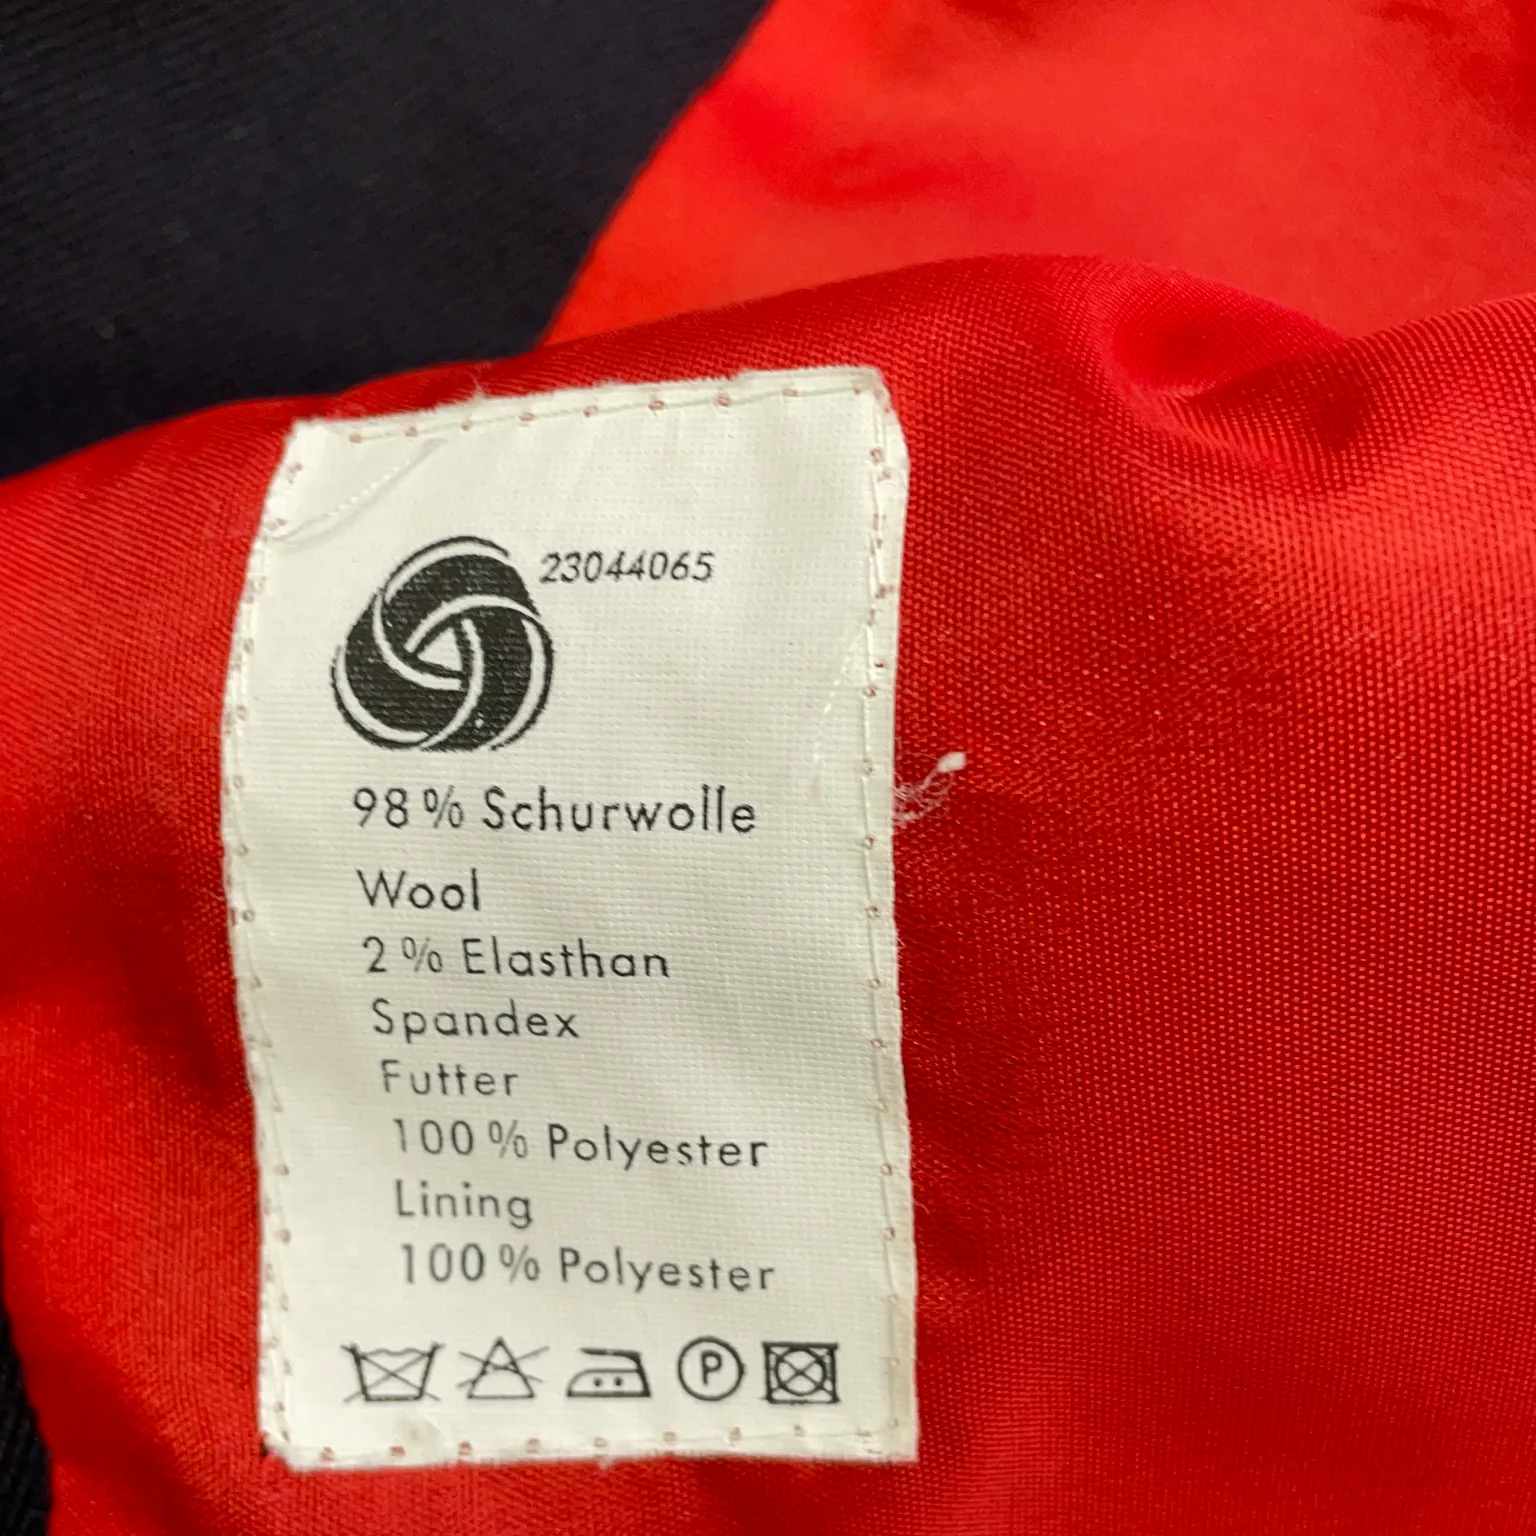 23044065
98 % Schurwolle
Wool
2 % Elasthan
Spandex
Futter
100 % Polyester
Lining
100 % Polyester
P